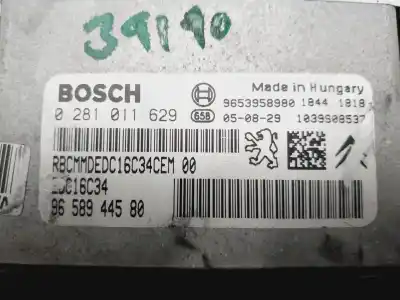 39190
BOSCH
Made in Hungary
0 281 011 629
9653958980 1844 1818
658 05-08-29 1039S08537
RBCMMDEDC16C34CEM 00
EDC16C34
96 589 445 80